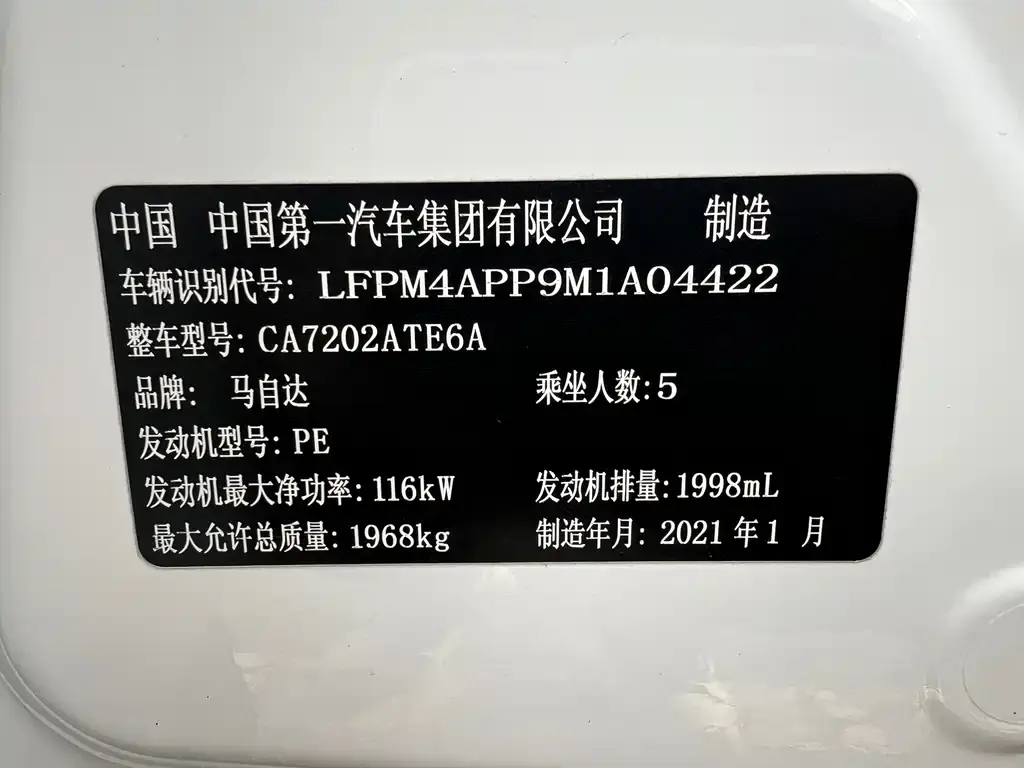 中国 中国第一汽车集团有限公司 制造
车辆识别代号: LFPM4APP9M1A04422
整车型号: CA7202ATE6A
品牌: 马自达 乘坐人数:5
发动机型号: PE
发动机最大净功率: 116kW 发动机排量: 1998mL
最大允许总质量: 1968kg 制造年月: 2021 年 1 月